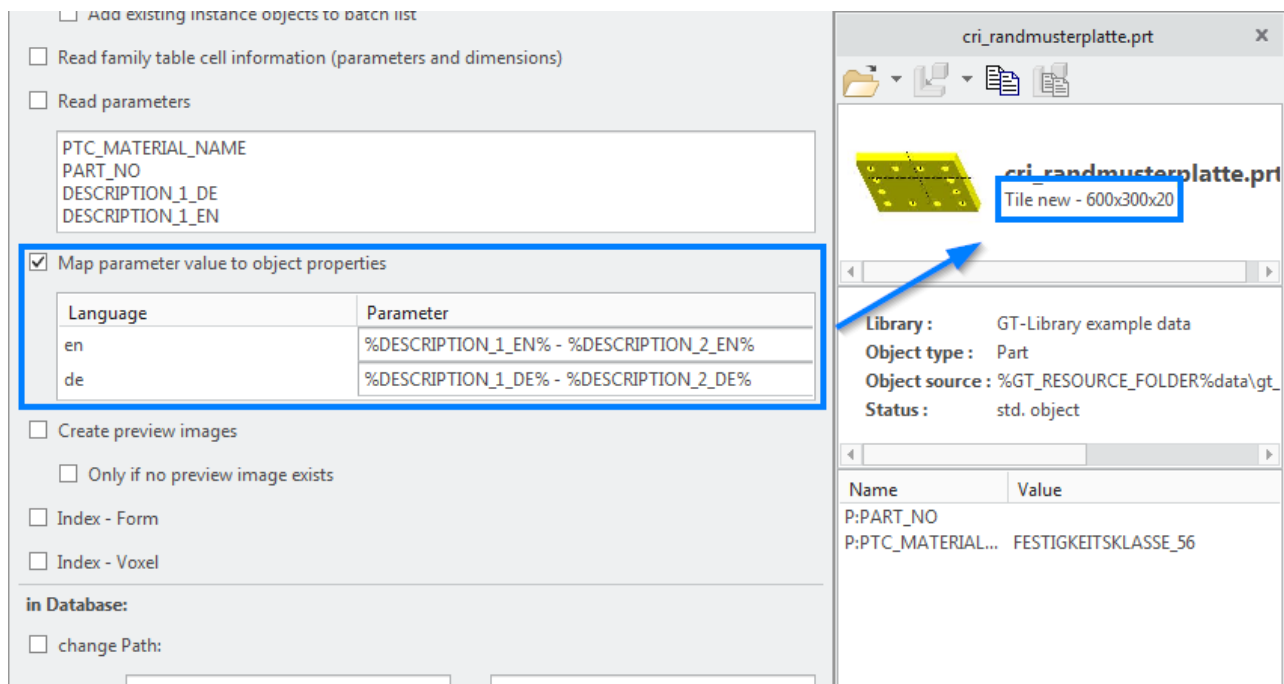 Add existing instance objects to batch list
Read family table cell information (parameters and dimensions)
Read parameters
PTC_MATERIAL_NAME
PART_NO
DESCRIPTION_1_DE
DESCRIPTION_1_EN
Map parameter value to object properties
Language Parameter
en %DESCRIPTION_1_EN% - %DESCRIPTION_2_EN%
de %DESCRIPTION_1_DE% - %DESCRIPTION_2_DE%
Create preview images
Only if no preview image exists
Index - Form
Index - Voxel
in Database:
change Path:
cri_randmusterplatte.prt x
cri_randmusterplatte.prt
Tile new - 600x300x20
Library : GT-Library example data
Object type : Part
Object source : %GT_RESOURCE_FOLDER%data\gt_
Status : std. object
Name Value
P:PART_NO
P:PTC_MATERIAL... FESTIGKEITSKLASSE_56